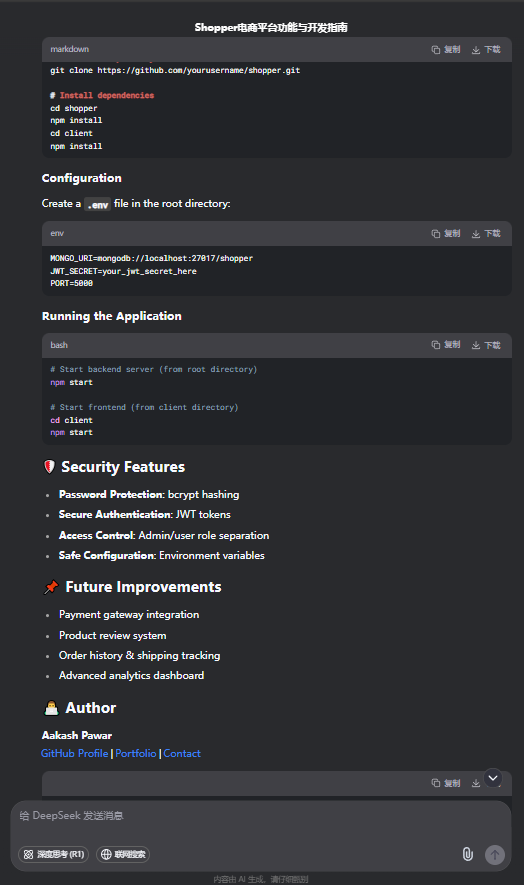 Shopper电商平台功能与开发指南
markdown 复制 下载
git clone https://github.com/yourusername/shopper.git
# Install dependencies
cd shopper
npm install
cd client
npm install
Configuration
Create a .env file in the root directory:
env 复制 下载
MONGO_URI=mongodb://localhost:27017/shopper
JWT_SECRET=your_jwt_secret_here
PORT=5000
Running the Application
bash 复制 下载
# Start backend server (from root directory)
npm start
# Start frontend (from client directory)
cd client
npm start
Security Features
• Password Protection: bcrypt hashing
• Secure Authentication: JWT tokens
• Access Control: Admin/user role separation
• Safe Configuration: Environment variables
Future Improvements
• Payment gateway integration
• Product review system
• Order history & shipping tracking
• Advanced analytics dashboard
Author
Aakash Pawar
GitHub Profile | Portfolio | Contact
复制
给 DeepSeek 发送消息
深度思考 (R1) 联网搜索
内容由 AI 生成，请仔细甄别